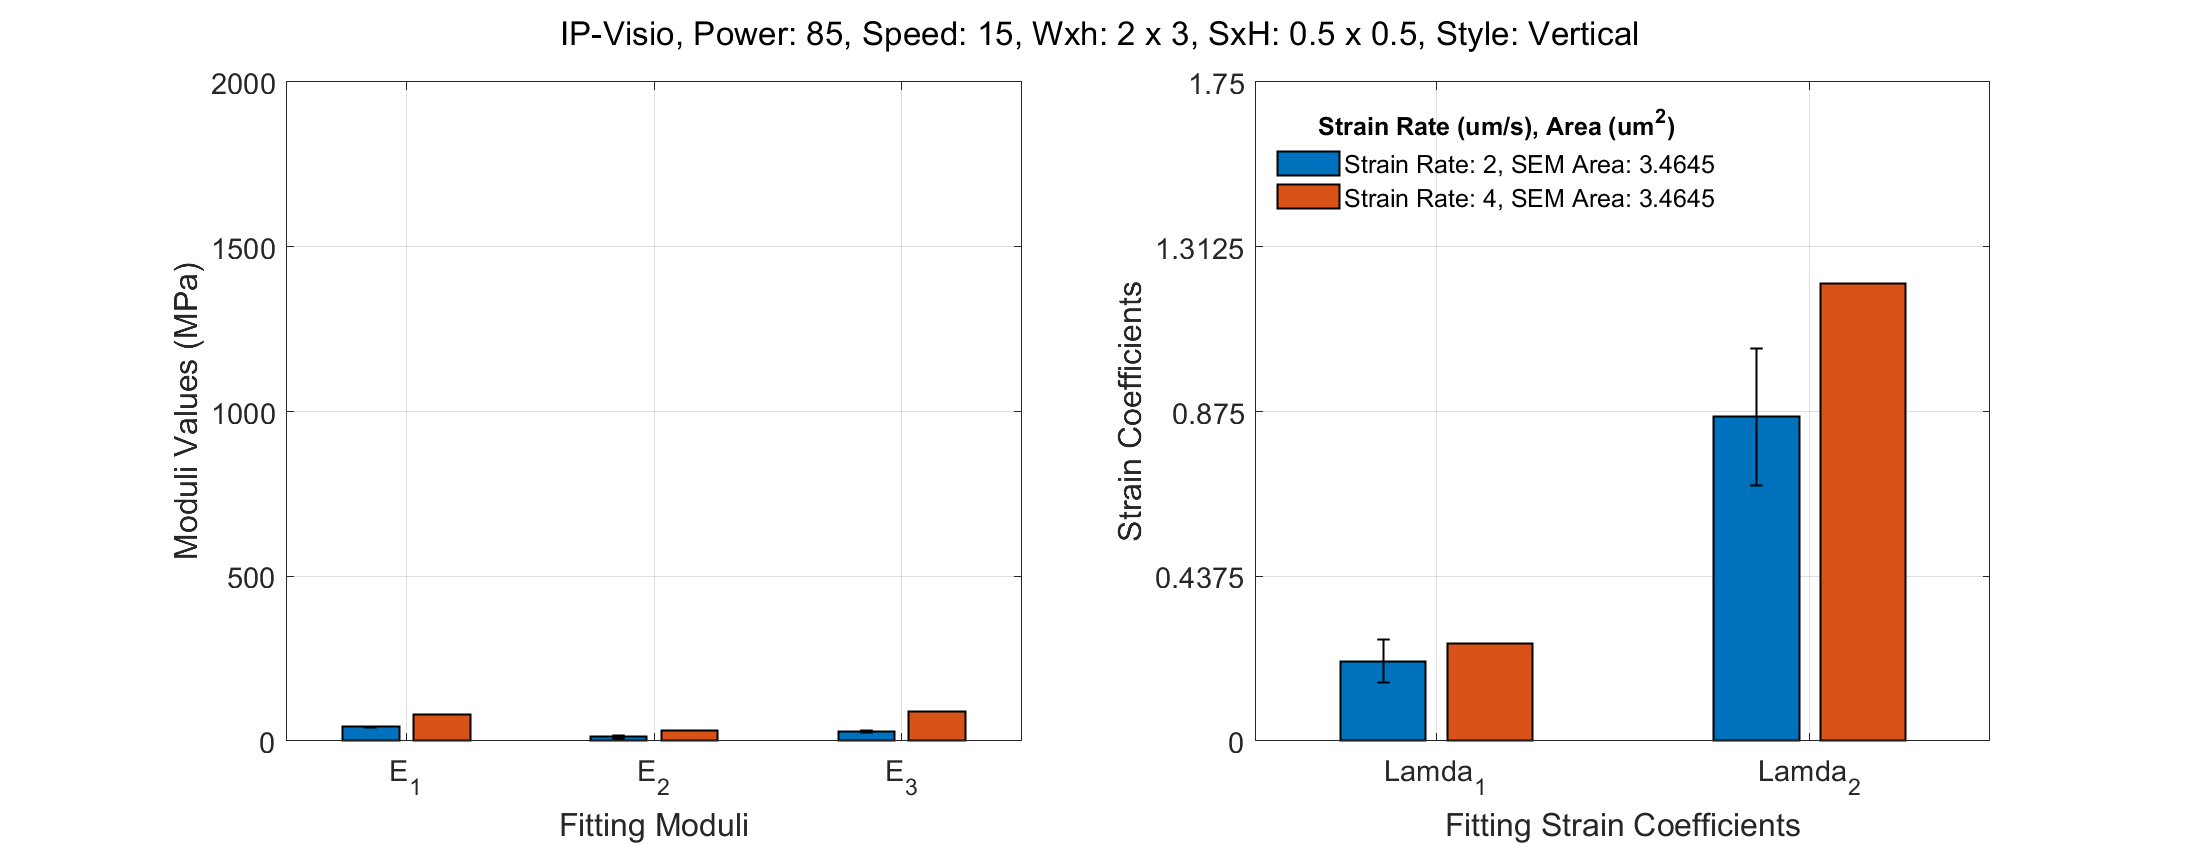 IP-Visio, Power: 85, Speed: 15, Wxh: 2 x 3, SxH: 0.5 x 0.5, Style: Vertical
Moduli Values (MPa)
2000
1500
1000
500
0
E1
E2
E3
Fitting Moduli
Strain Coefficients
1.75
1.3125
0.875
0.4375
0
Strain Rate (um/s), Area (um²)
Strain Rate: 2, SEM Area: 3.4645
Strain Rate: 4, SEM Area: 3.4645
Lamda1
Lamda2
Fitting Strain Coefficients